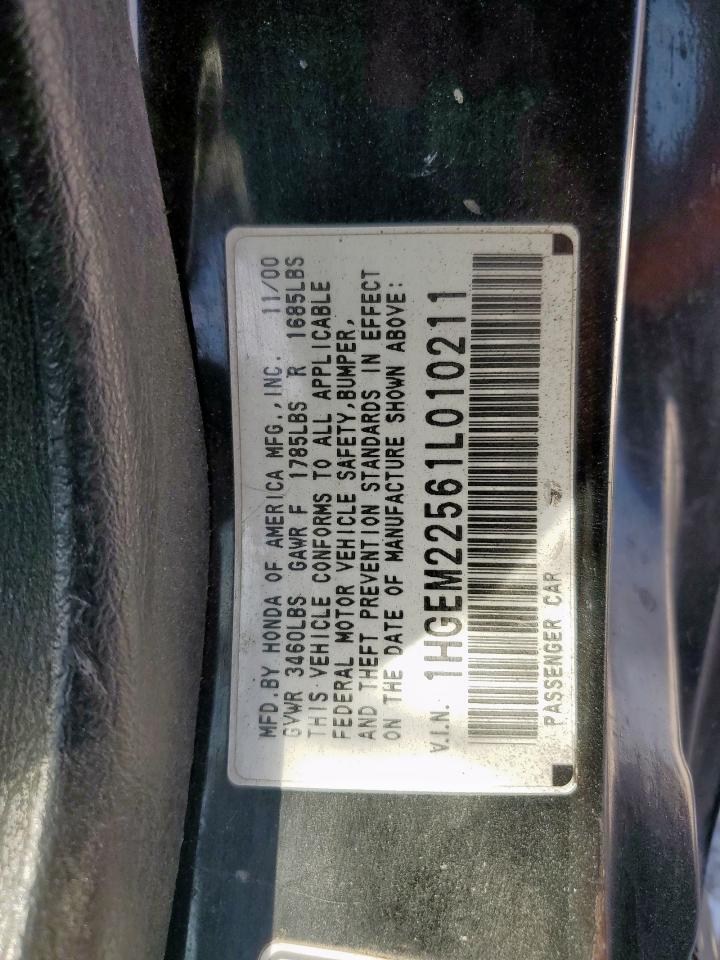 MFD.BY HONDA OF AMERICA MFG.,INC. 11/00
GVWR 3460LBS GAWR F 1785LBS R 1685LBS
THIS VEHICLE CONFORMS TO ALL APPLICABLE
FEDERAL MOTOR VEHICLE SAFETY,BUMPER,
AND THEFT PREVENTION STANDARDS IN EFFECT
ON THE DATE OF MANUFACTURE SHOWN ABOVE:
V.I.N. 1HGEM22561L010211
PASSENGER CAR